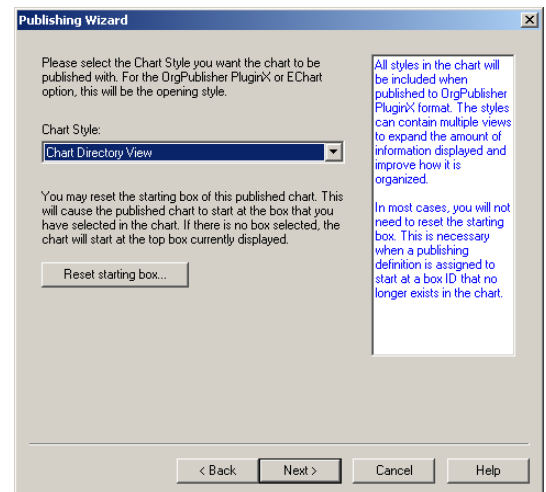 Publishing Wizard
Please select the Chart Style you want the chart to be
published with. For the OrgPublisher PluginX or EChart
option, this will be the opening style.
Chart Style:
Chart Directory View
You may reset the starting box of this published chart. This
will cause the published chart to start at the box that you
have selected in the chart. If there is no box selected, the
chart will start at the top box currently displayed.
Reset starting box...
All styles in the chart will
be included when
published to OrgPublisher
PluginX format. The styles
can contain multiple views
to expand the amount of
information displayed and
improve how it is
organized.
In most cases, you will not
need to reset the starting
box. This is necessary
when a publishing
definition is assigned to
start at a box ID that no
longer exists in the chart.
< Back
Next >
Cancel
Help